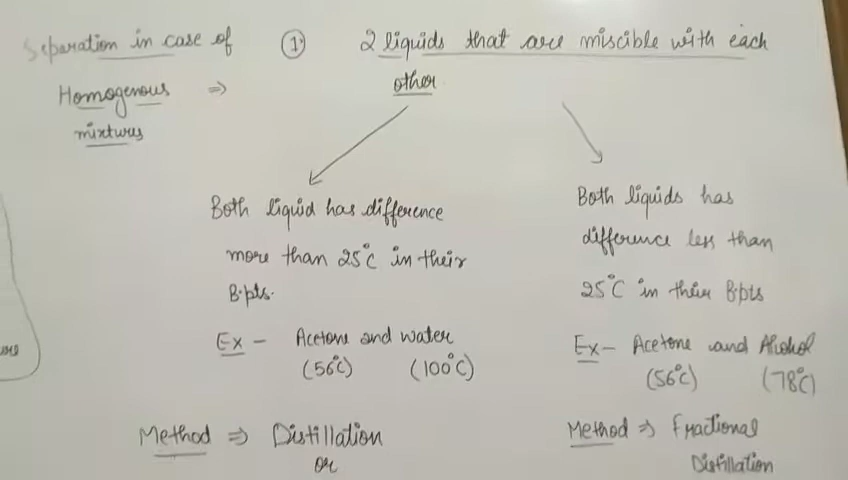 Separation in case of
Homogenous ⇒
mixtures
① 2 liquids that are miscible with each
other
Both liquid has difference
more than 25°C in their
B.pts.
Ex – Acetone and water
(56°C) (100°C)
Method ⇒ Distillation
or
Both liquids has
difference less than
25°C in their B.pts
Ex – Acetone and Alcohol
(56°C) (78°C)
Method ⇒ Fractional
Distillation